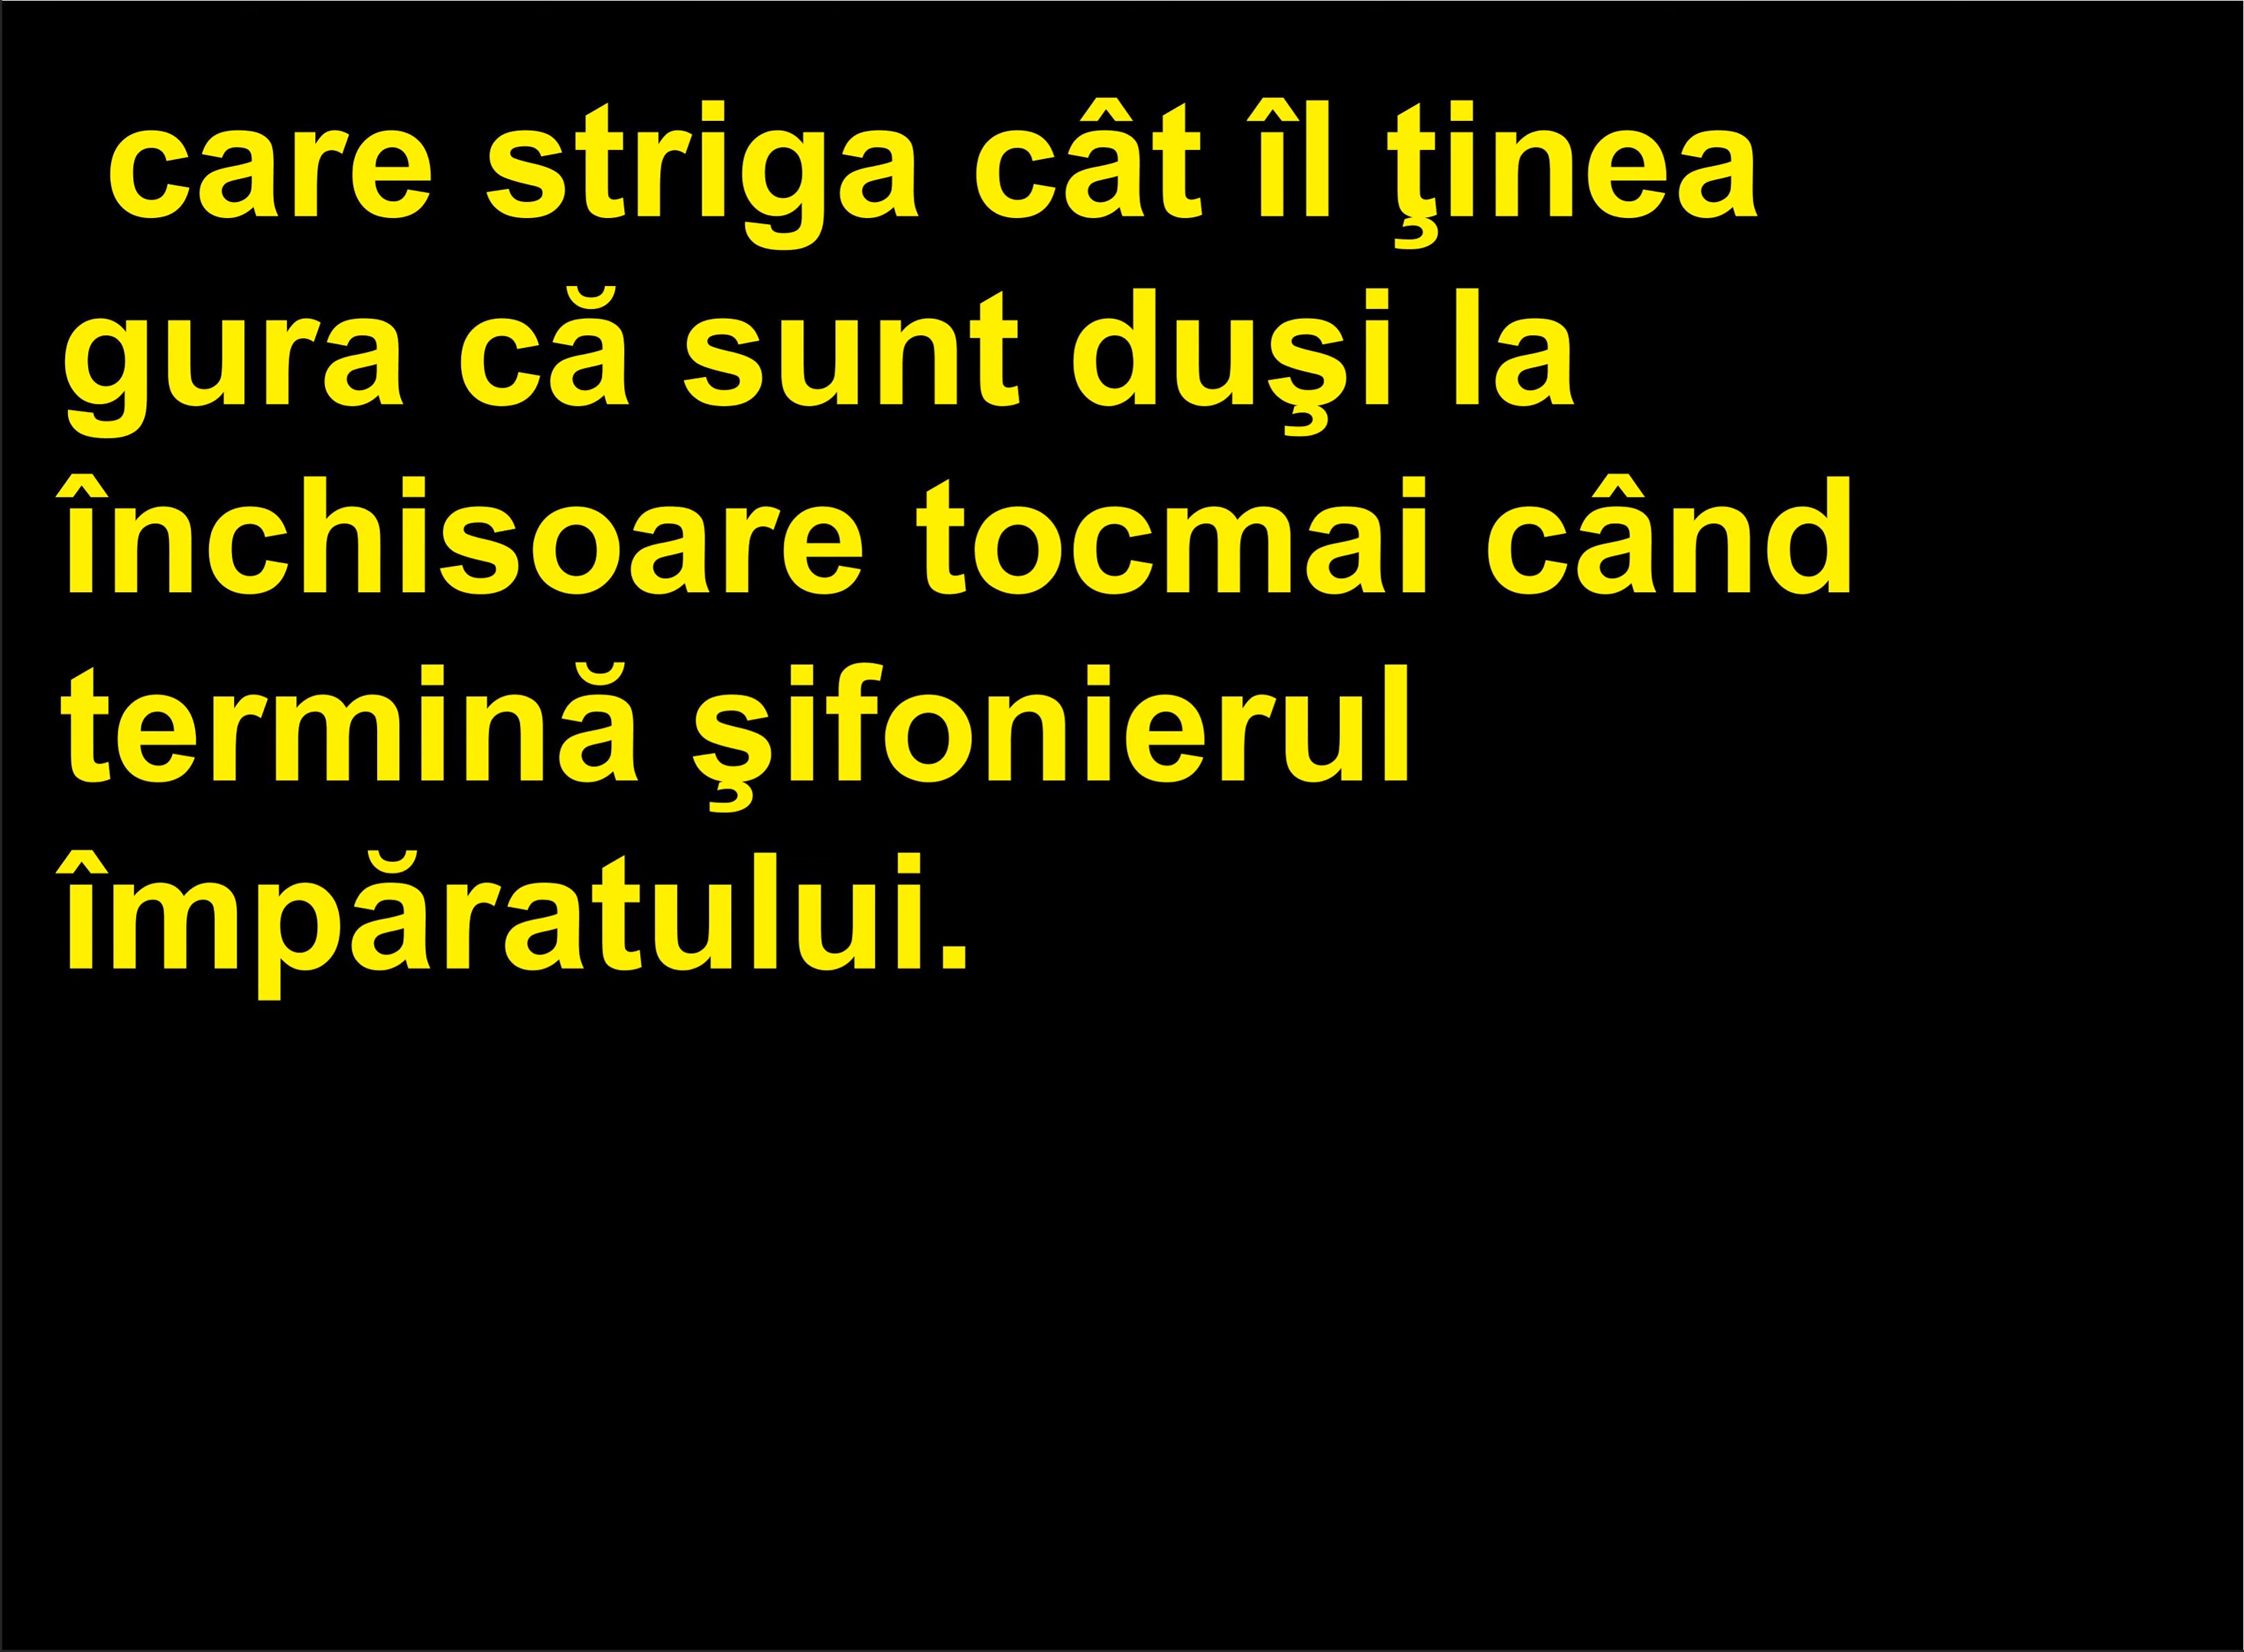 care striga cât îl ţinea
gura că sunt duşi la
închisoare tocmai când
termină şifonierul
împăratului.